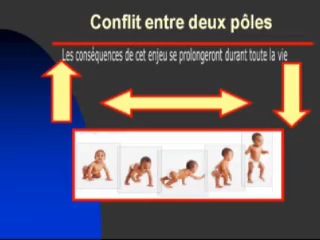 Conflit entre deux pôles
Les conséquences de cet enjeu se prolongeront durant toute la vie